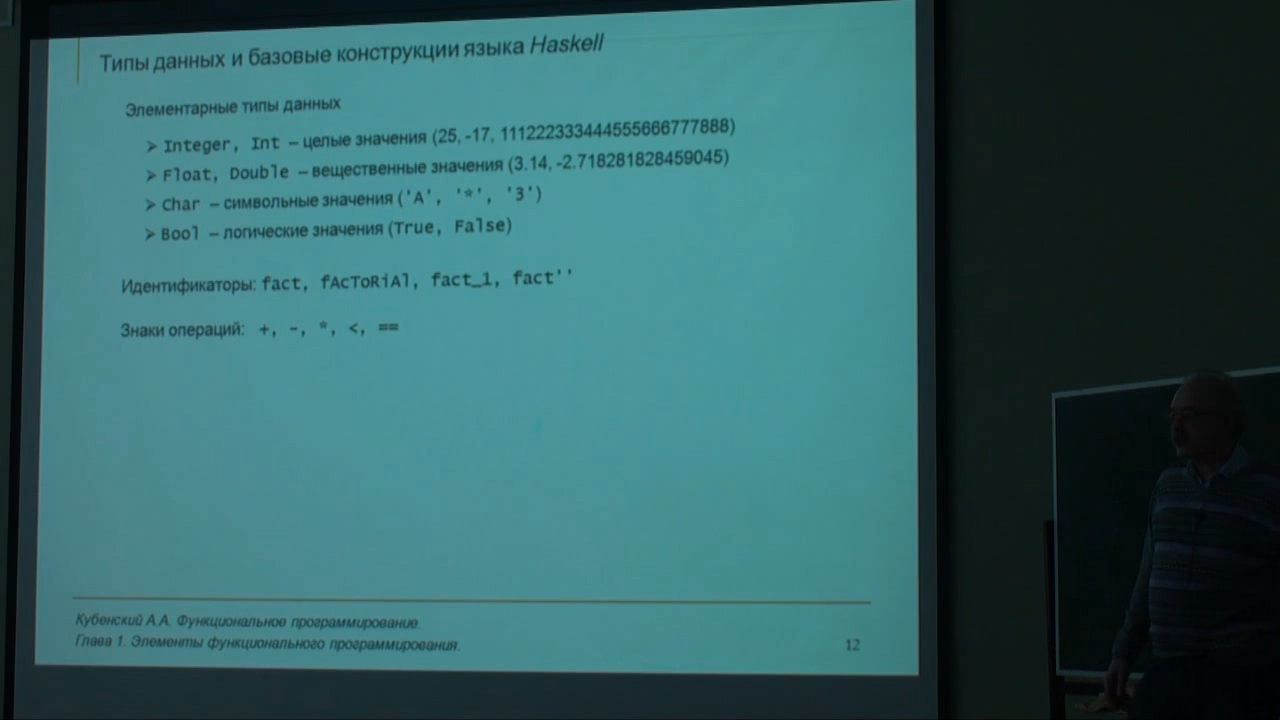 Типы данных и базовые конструкции языка Haskell
Элементарные типы данных
➢ Integer, Int – целые значения (25, -17, 111222333444555666777888)
➢ Float, Double – вещественные значения (3.14, -2.718281828459045)
➢ Char – символьные значения ('A', '*', '3')
➢ Bool – логические значения (True, False)
Идентификаторы: fact, fAcToRiAl, fact_1, fact''
Знаки операций: +, -, *, <, ==
Кубенский А.А. Функциональное программирование.
Глава 1. Элементы функционального программирования.
12